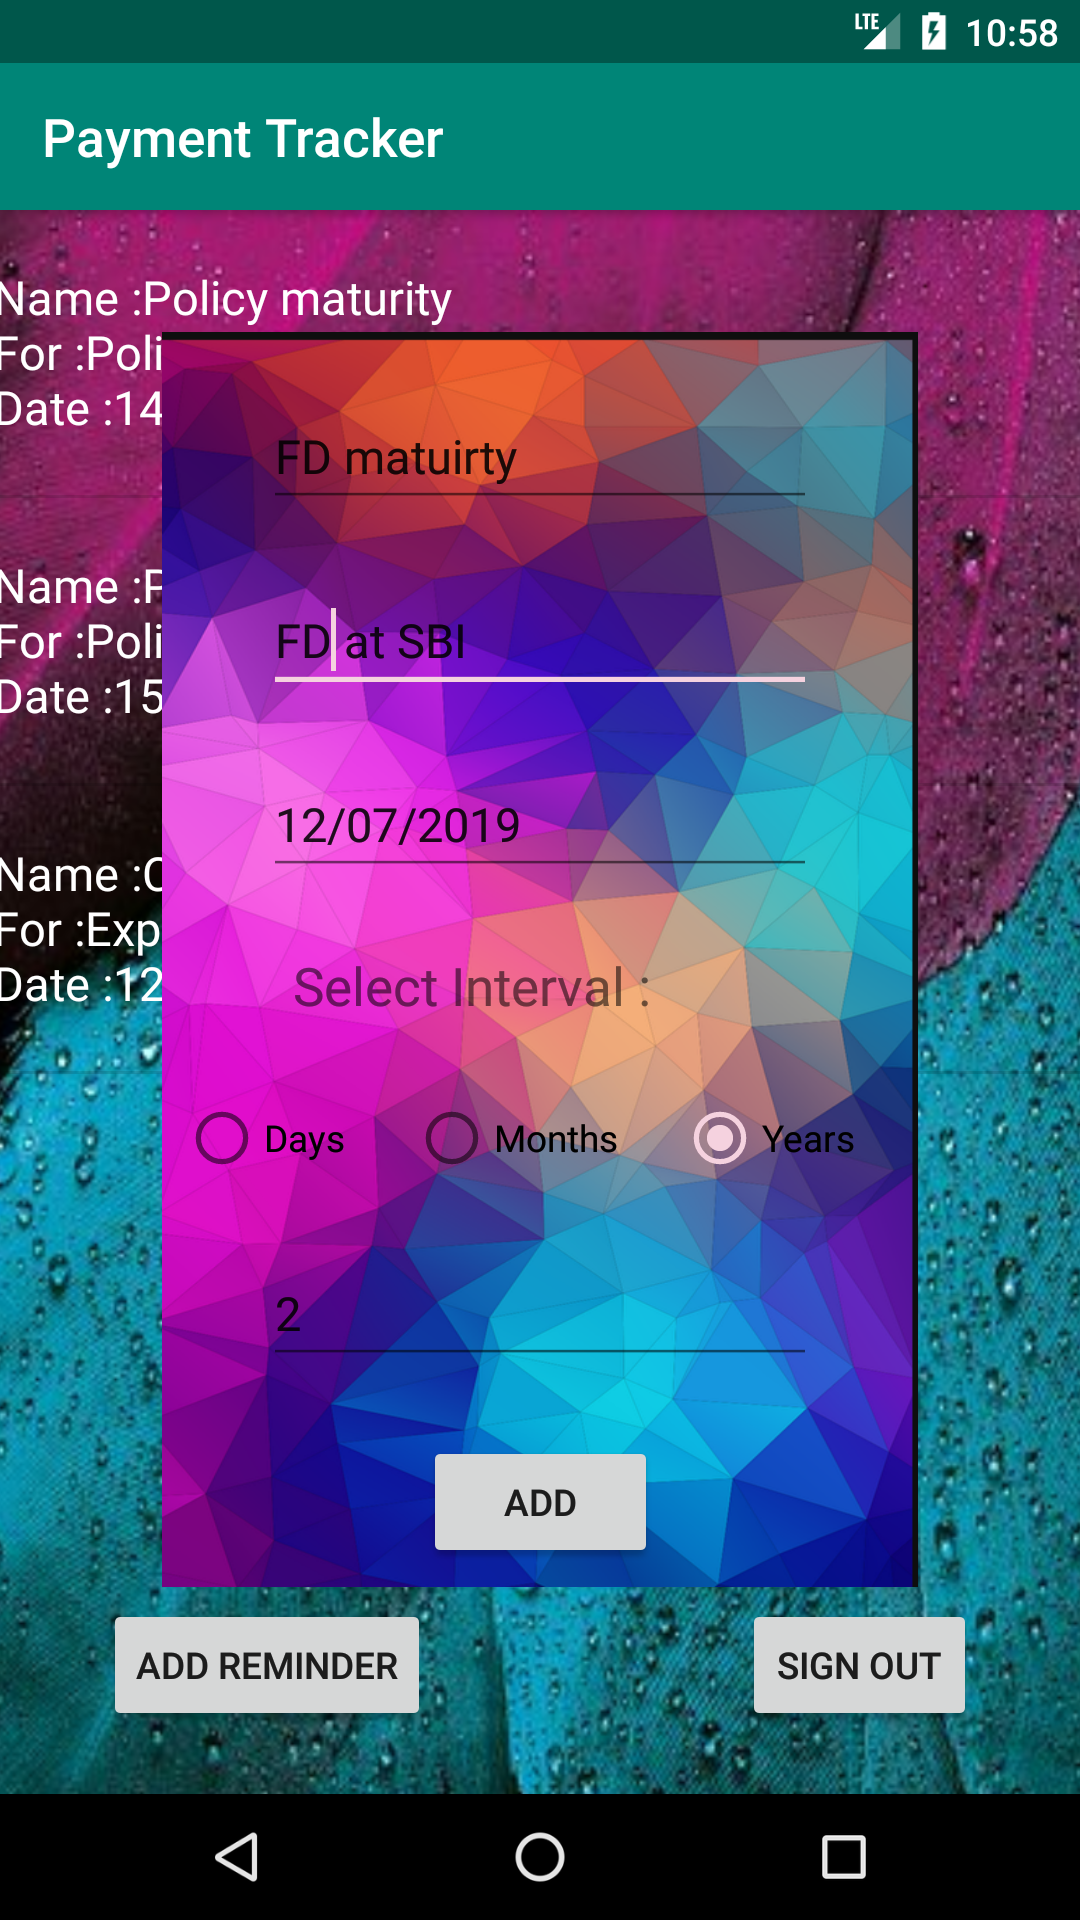 LTE 10:58
Payment Tracker
Name :Policy maturity
For :Poli
Date :14
FD matuirty
Name :P
For :Poli
Date :15
FD at SBI
12/07/2019
Name :
For :Exp
Date :12
Select Interval :
Days Months Years
2
ADD
ADD REMINDER SIGN OUT